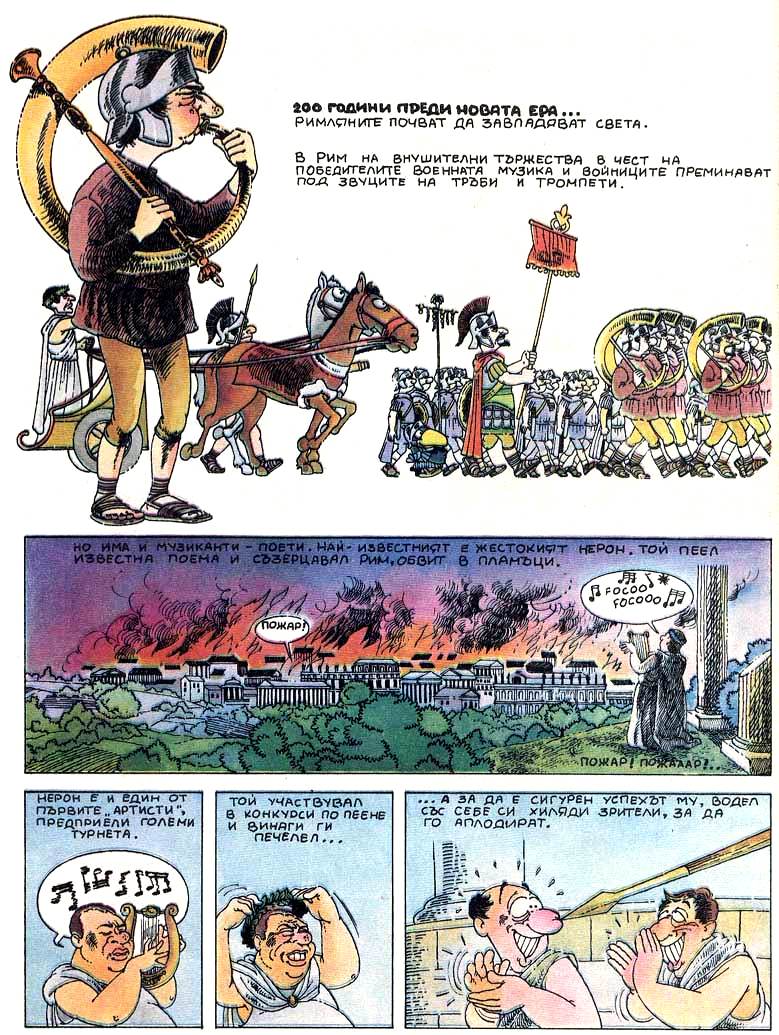 200 ГОДИНИ ПРЕДИ НОВАТА ЕРА...
РИМЛЯНИТЕ ПОЧВАТ ДА ЗАВЛАДЯВАТ СВЕТА.
В РИМ НА ВНУШИТЕЛНИ ТЪРЖЕСТВА В ЧЕСТ НА
ПОБЕДИТЕЛИТЕ ВОЕННАТА МУЗИКА И ВОЙНИЦИТЕ ПРЕМИНАВАТ
ПОД ЗВУЦИТЕ НА ТРЪБИ И ТРОМПЕТИ.
НО ИМА И МУЗИКАНТИ - ПОЕТИ. НАЙ-ИЗВЕСТНИЯТ Е ЖЕСТОКИЯТ НЕРОН. ТОЙ ПЕЕЛ
ИЗВЕСТНА ПОЕМА И СЪЗЕРЦАВАЛ РИМ, ОБВИТ В ПЛАМЪЦИ.
FOCOOO
FOCOOO
ПОЖАР!
ПОЖАР! ПОЖАААР!...
НЕРОН Е И ЕДИН ОТ
ПЪРВИТЕ „АРТИСТИ",
ПРЕДПРИЕЛИ ГОЛЕМИ
ТУРНЕТА.
ТОЙ УЧАСТВУВАЛ
В КОНКУРСИ ПО ПЕЕНЕ
И ВИНАГИ ГИ
ПЕЧЕЛЕЛ...
...А ЗА ДА Е СИГУРЕН УСПЕХЪТ МУ, ВОДЕЛ
СЪС СЕБЕ СИ ХИЛЯДИ ЗРИТЕЛИ, ЗА ДА
ГО АПЛОДИРАТ.